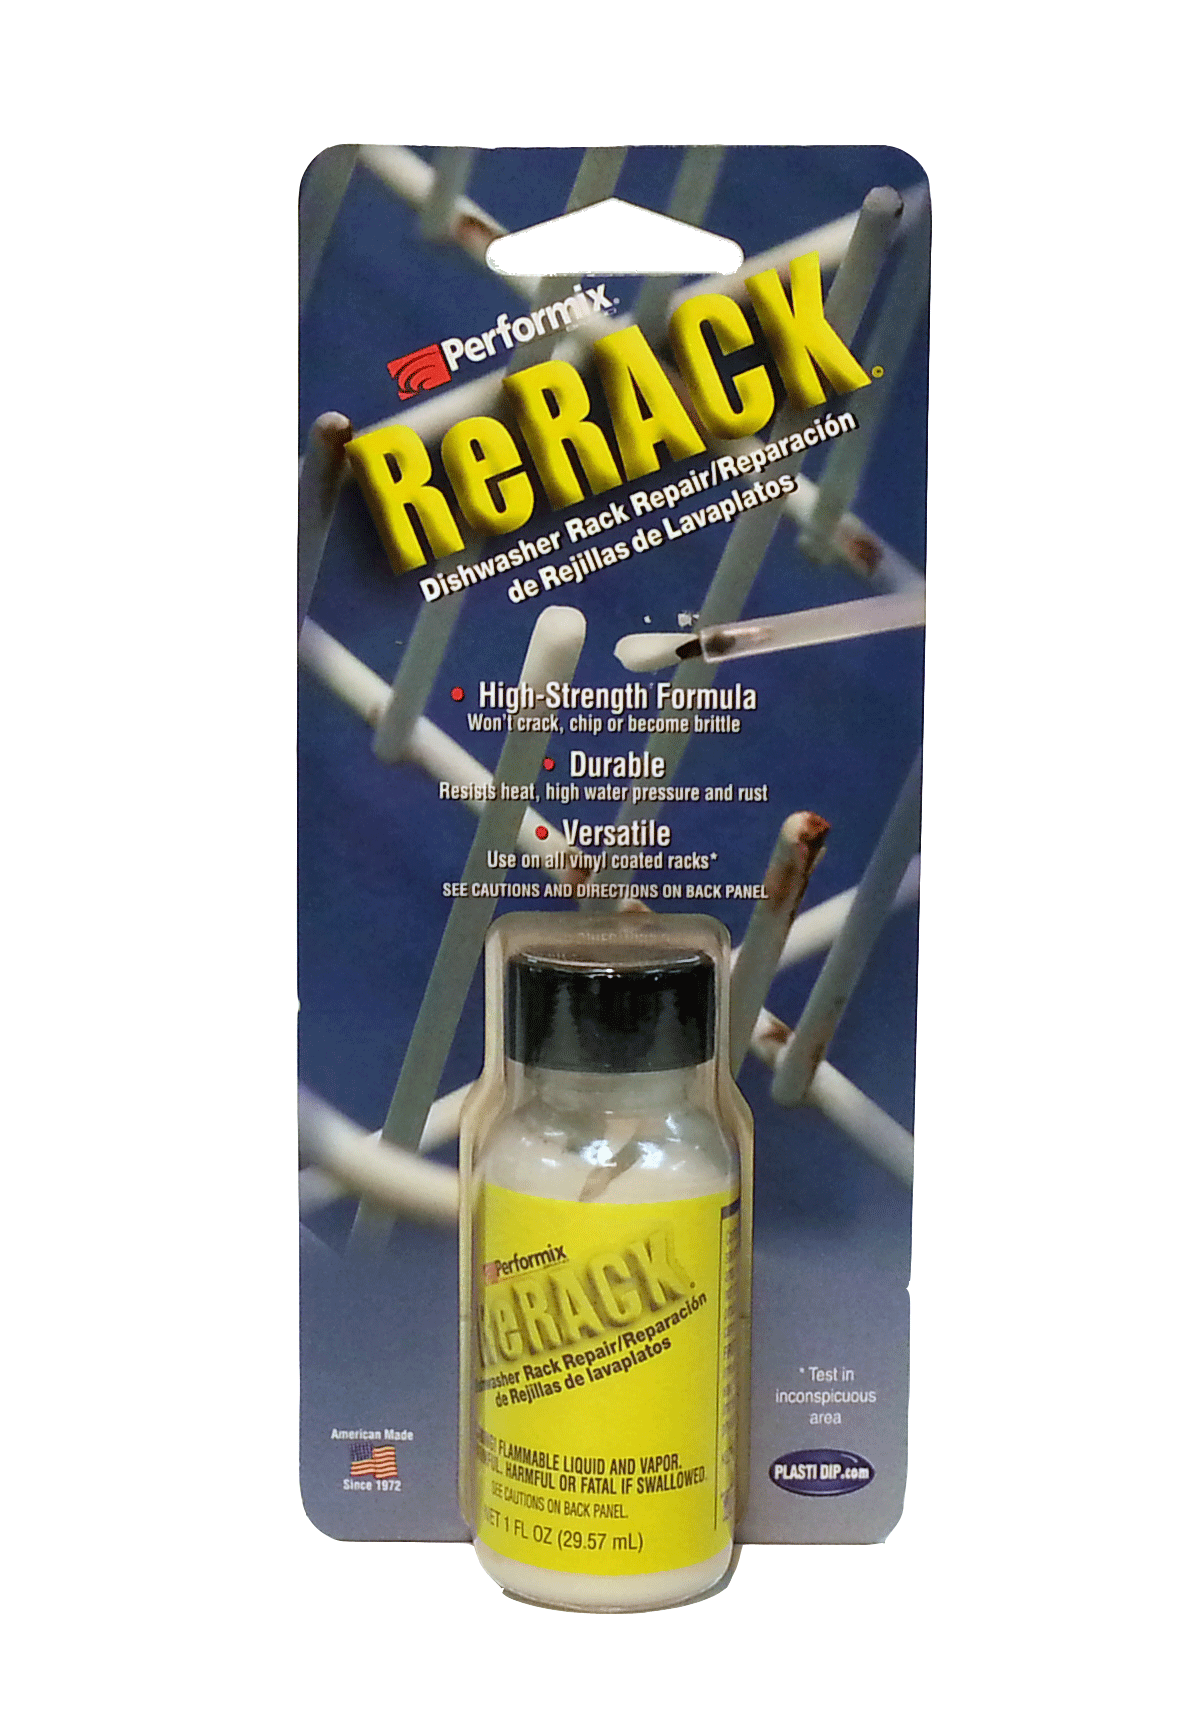 Performix®
ReRACK©
Dishwasher Rack Repair/Reparación
de Rejillas de Lavaplatos
• High-Strength Formula
Won't crack, chip or become brittle
• Durable
Resists heat, high water pressure and rust
• Versatile
Use on all vinyl coated racks*
SEE CAUTIONS AND DIRECTIONS ON BACK PANEL
Performix
ReRACK
Dishwasher Rack Repair/Reparación
de Rejillas de lavaplatos
FLAMMABLE LIQUID AND VAPOR.
HARMFUL OR FATAL IF SWALLOWED.
SEE CAUTIONS ON BACK PANEL.
NET 1 FL OZ (29.57 mL)
* Test in
inconspicuous
area
American Made
Since 1972
PLASTI DIP.com